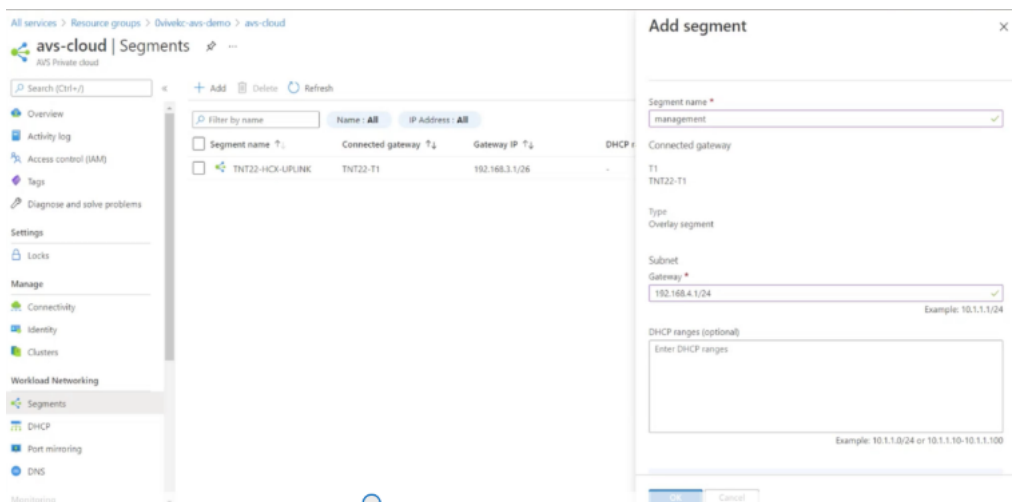 All services > Resource groups > 0vivekc-avs-demo > avs-cloud
avs-cloud | Segments ...
AVS Private cloud
Search (Ctrl+/)
«
Overview
Activity log
Access control (IAM)
Tags
Diagnose and solve problems
Settings
Locks
Manage
Connectivity
Identity
Clusters
Workload Networking
Segments
DHCP
Port mirroring
DNS
Monitoring
+ Add Delete Refresh
Filter by name Name : All IP Address : All
Segment name ↑↓ Connected gateway ↑↓ Gateway IP ↑↓ DHCP r
TNT22-HCX-UPLINK TNT22-T1 192.168.3.1/26 -
Add segment
Segment name *
management
Connected gateway
T1
TNT22-T1
Type
Overlay segment
Subnet
Gateway *
192.168.4.1/24
Example: 10.1.1.1/24
DHCP ranges (optional)
Enter DHCP ranges
Example: 10.1.1.0/24 or 10.1.1.10-10.1.1.100
OK Cancel